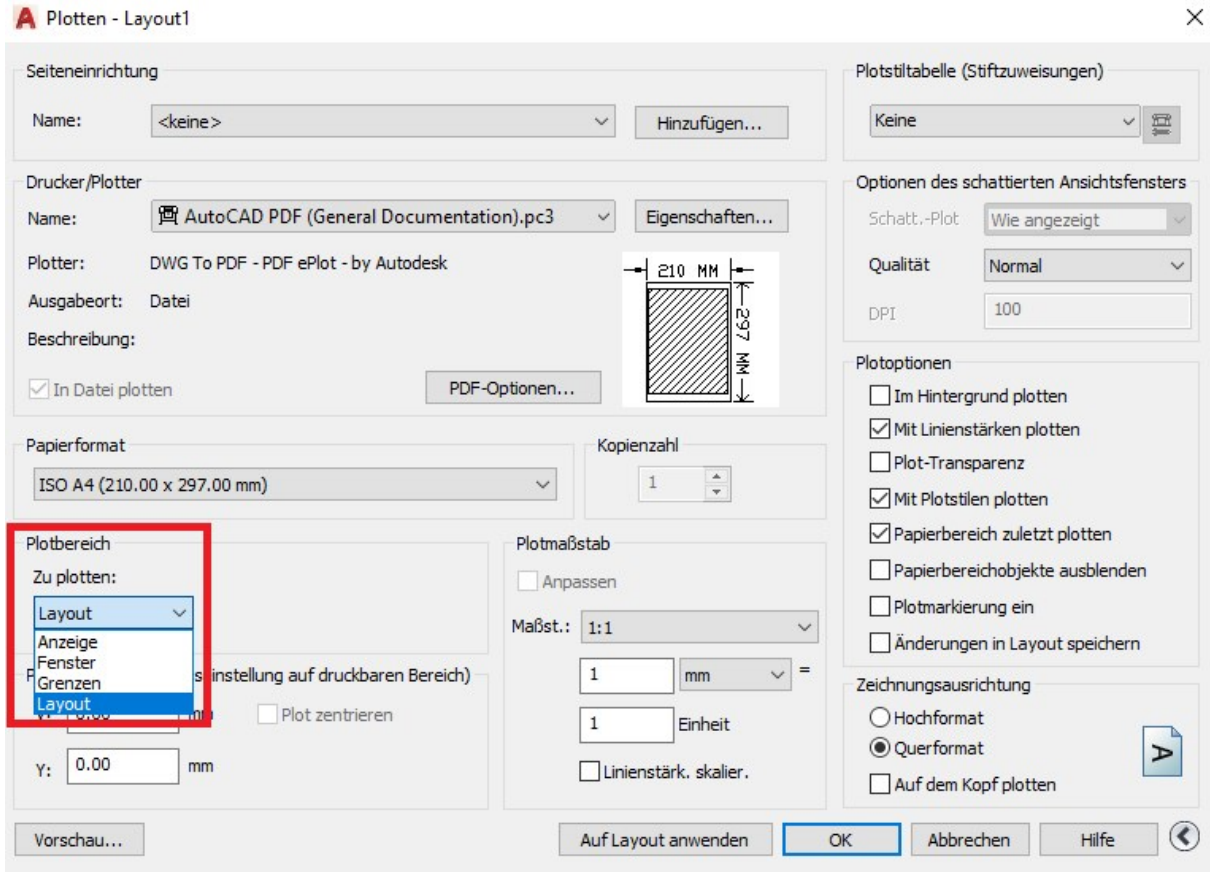 Plotten - Layout1
Seiteneinrichtung
Name: <keine> Hinzufügen...
Plotstiltabelle (Stiftzuweisungen)
Keine
Drucker/Plotter
Name: AutoCAD PDF (General Documentation).pc3 Eigenschaften...
Plotter: DWG To PDF - PDF ePlot - by Autodesk
Ausgabeort: Datei
Beschreibung:
In Datei plotten PDF-Optionen...
210 MM
297 MM
Optionen des schattierten Ansichtsfensters
Schatt.-Plot Wie angezeigt
Qualität Normal
DPI 100
Papierformat
ISO A4 (210.00 x 297.00 mm)
Kopienzahl
1
Plotoptionen
Im Hintergrund plotten
Mit Linienstärken plotten
Plot-Transparenz
Mit Plotstilen plotten
Papierbereich zuletzt plotten
Papierbereichobjekte ausblenden
Plotmarkierung ein
Änderungen in Layout speichern
Plotbereich
Zu plotten:
Layout
Anzeige
Fenster
Grenzen
Layout
instellung auf druckbaren Bereich)
mm Plot zentrieren
Y: 0.00 mm
Plotmaßstab
Anpassen
Maßst.: 1:1
1 mm =
1 Einheit
Linienstärk. skalier.
Zeichnungsausrichtung
Hochformat
Querformat
Auf dem Kopf plotten
A
Vorschau... Auf Layout anwenden OK Abbrechen Hilfe